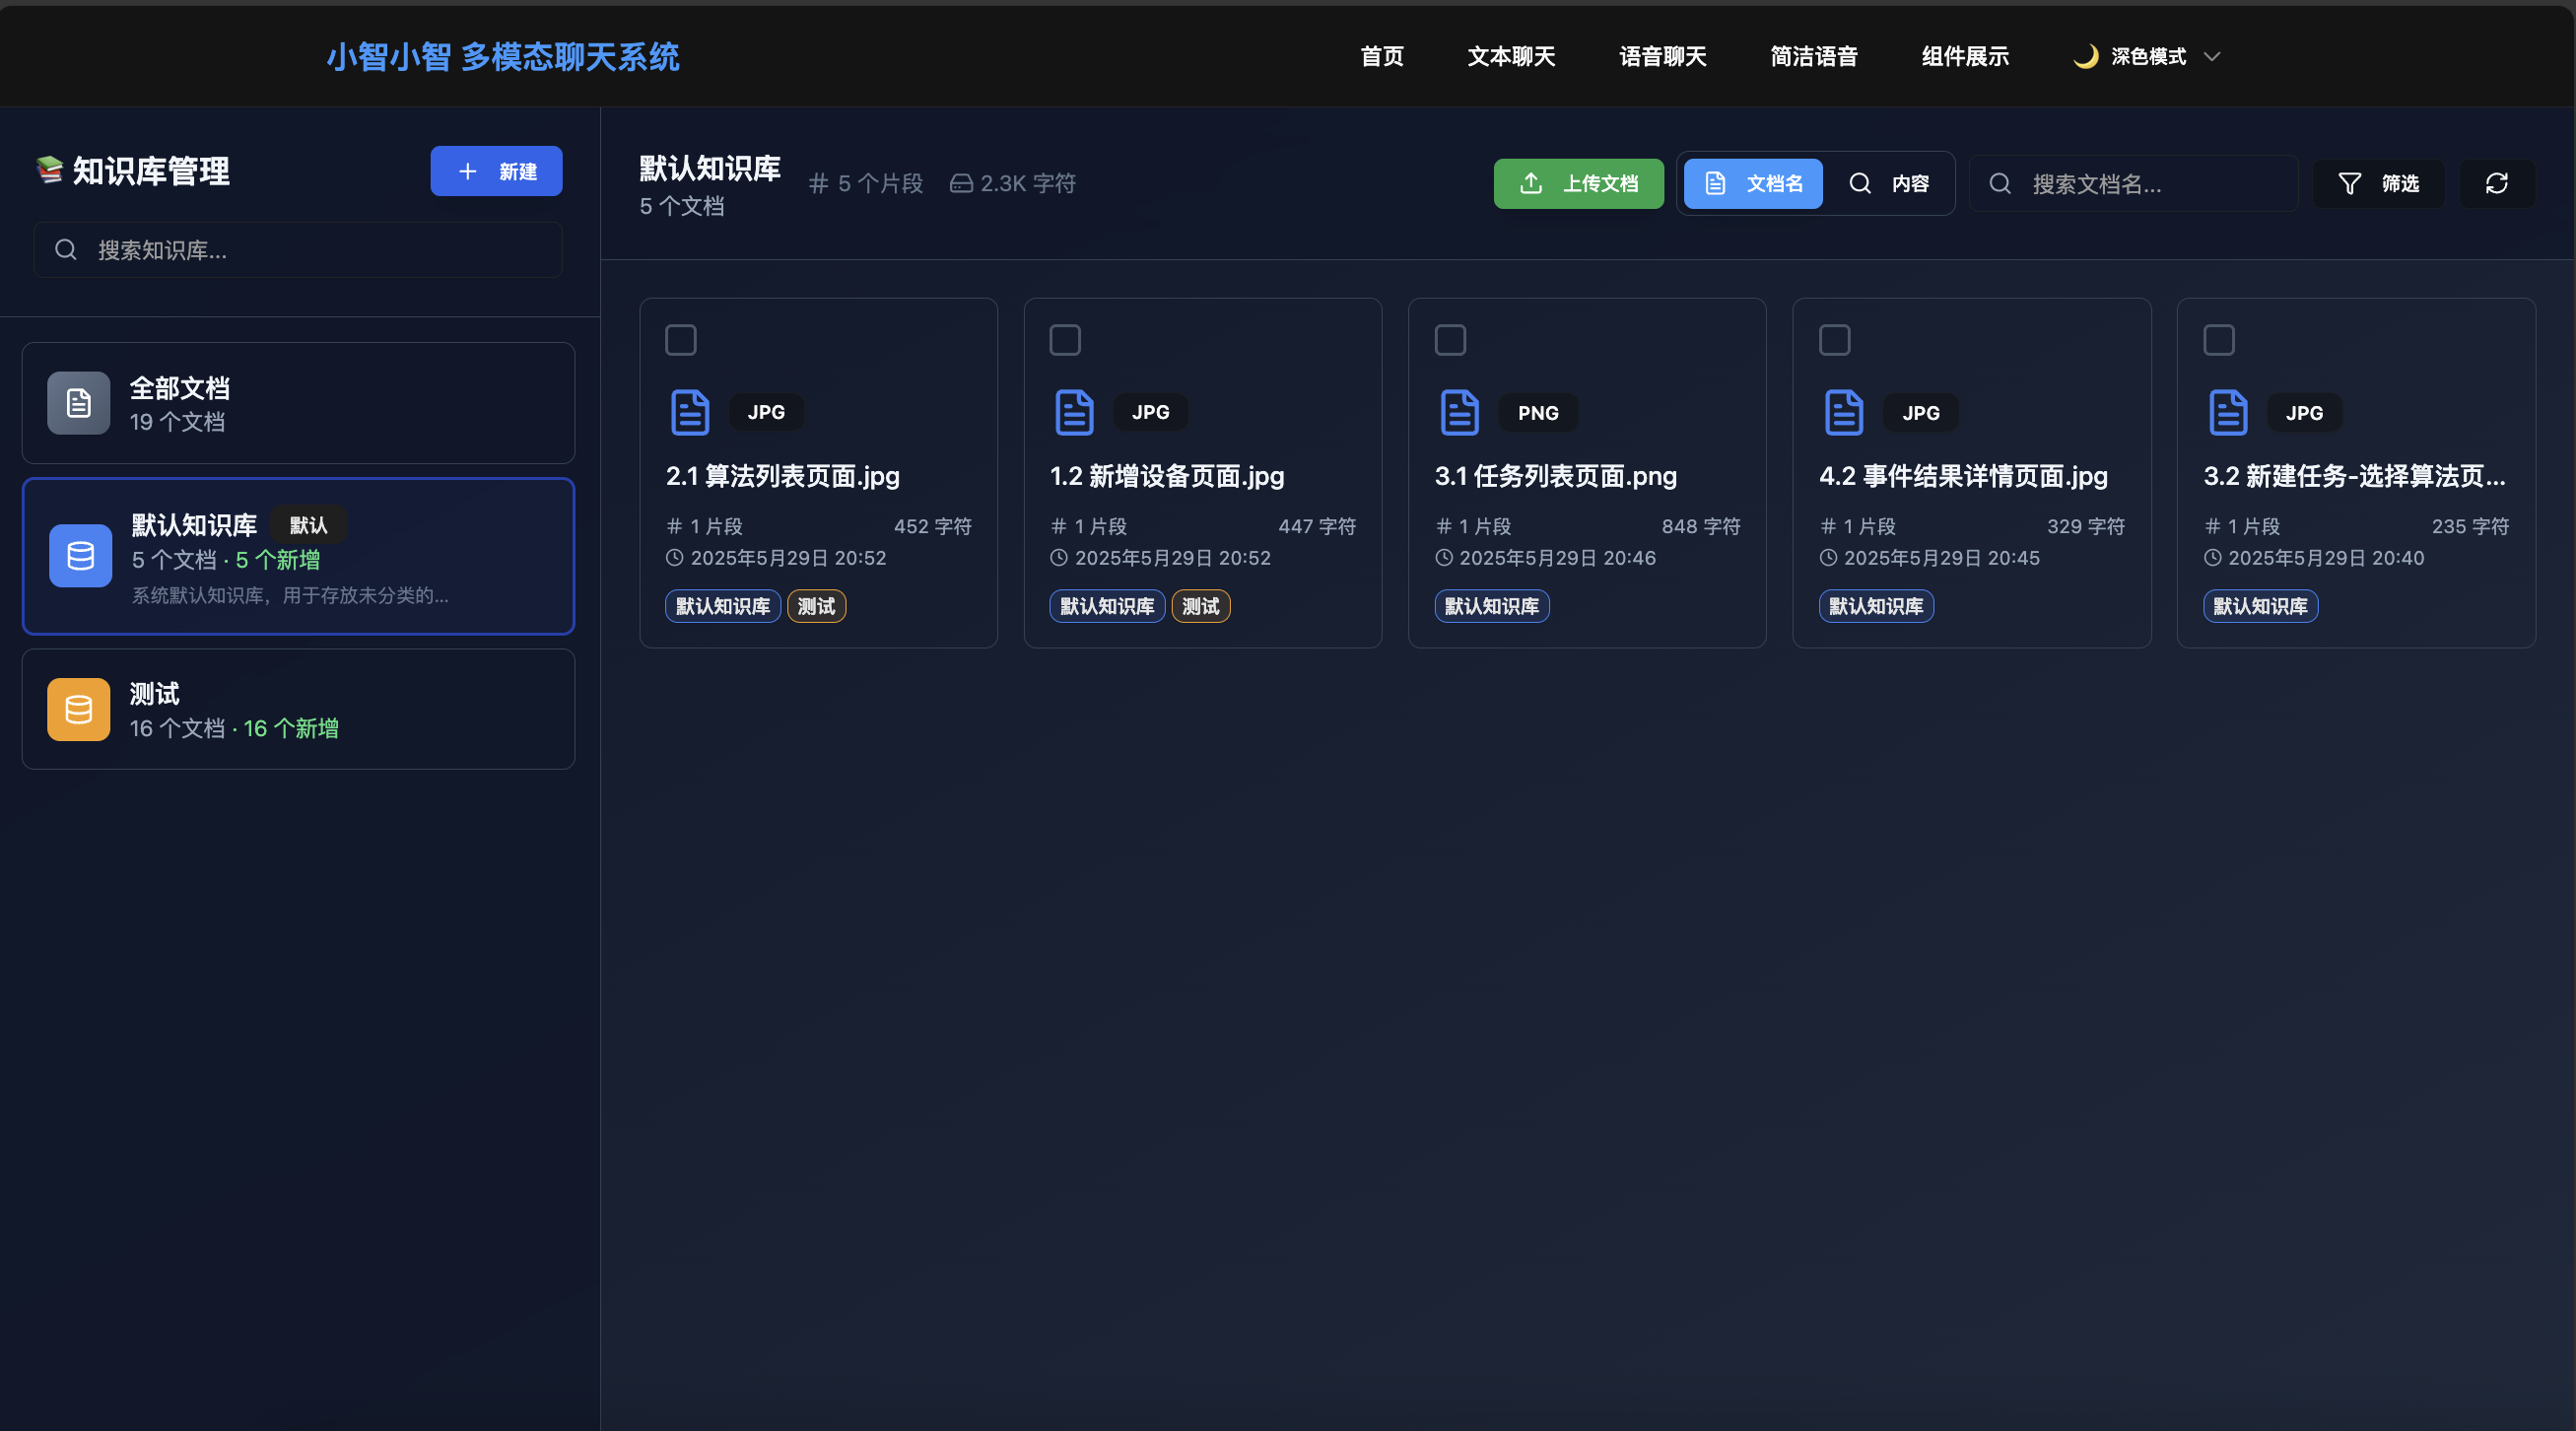 小智小智 多模态聊天系统
首页 文本聊天 语音聊天 简洁语音 组件展示 🌙 深色模式
📚 知识库管理
+ 新建
搜索知识库...
全部文档
19 个文档
默认知识库 默认
5 个文档 · 5 个新增
系统默认知识库，用于存放未分类的...
测试
16 个文档 · 16 个新增
默认知识库
5 个文档
# 5 个片段 2.3K 字符
上传文档 文档名 内容 搜索文档名... 筛选
JPG
2.1 算法列表页面.jpg
# 1 片段 452 字符
2025年5月29日 20:52
默认知识库 测试
JPG
1.2 新增设备页面.jpg
# 1 片段 447 字符
2025年5月29日 20:52
默认知识库 测试
PNG
3.1 任务列表页面.png
# 1 片段 848 字符
2025年5月29日 20:46
默认知识库
JPG
4.2 事件结果详情页面.jpg
# 1 片段 329 字符
2025年5月29日 20:45
默认知识库
JPG
3.2 新建任务-选择算法页...
# 1 片段 235 字符
2025年5月29日 20:40
默认知识库